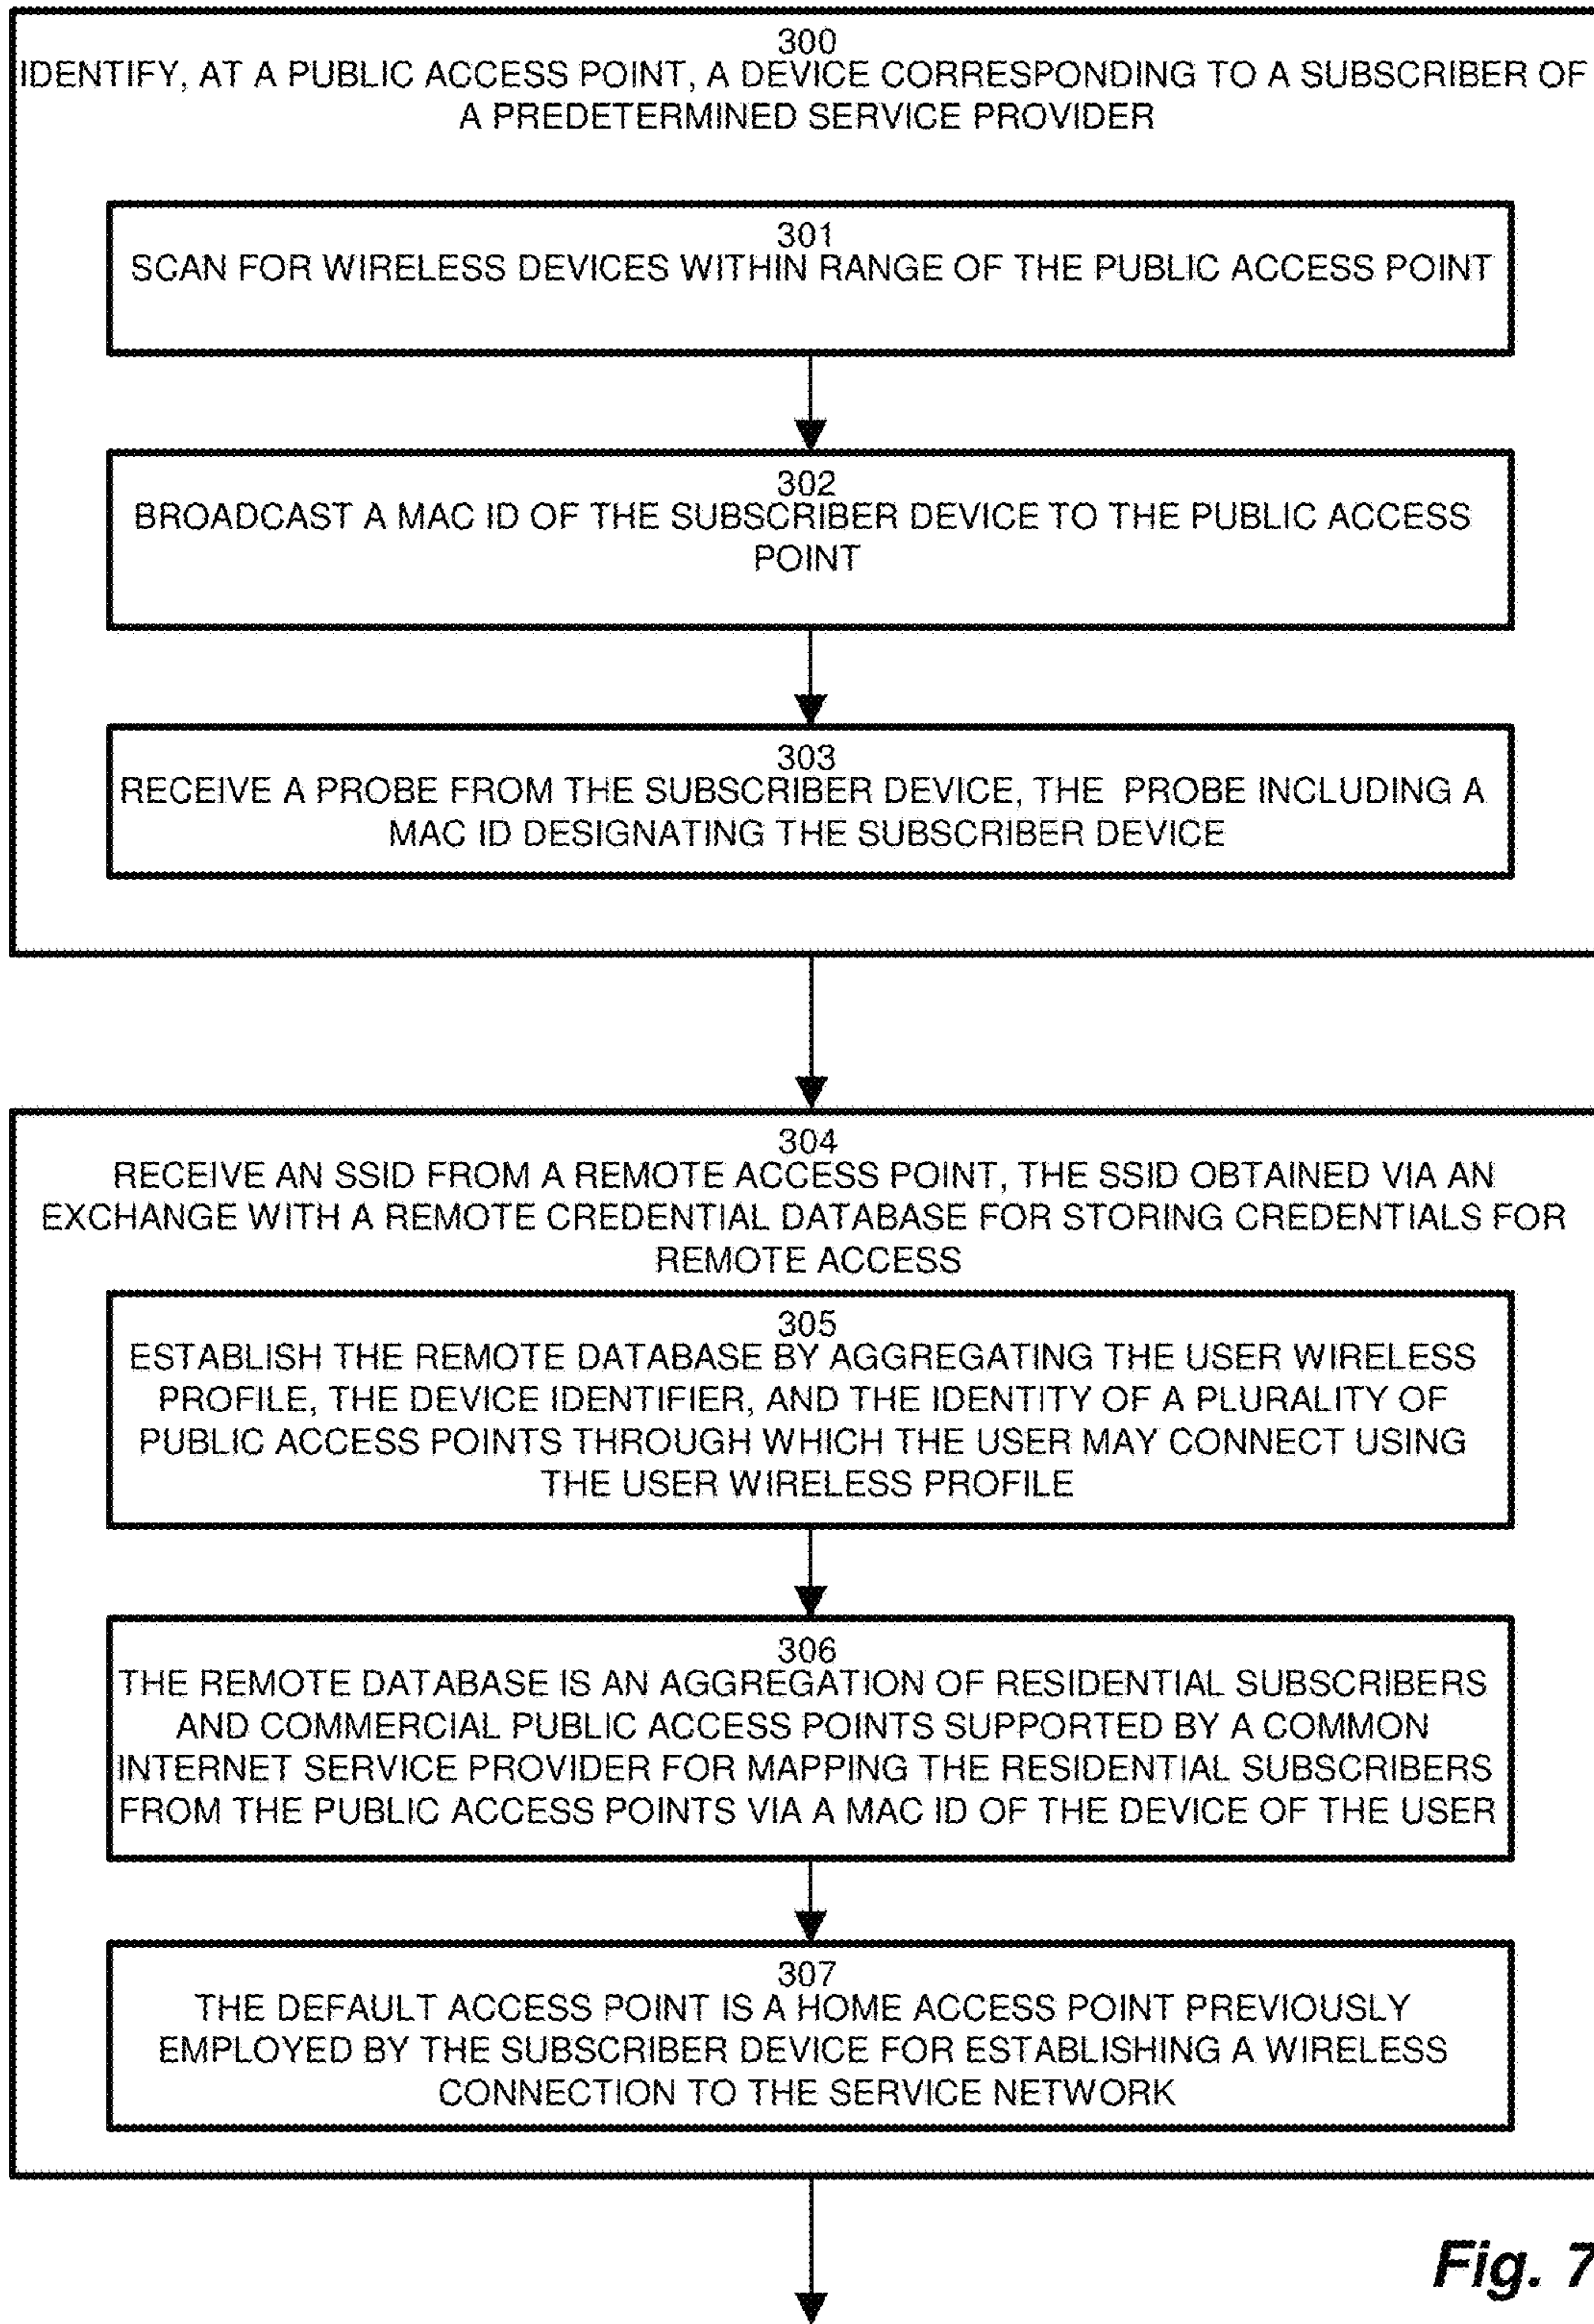 300
IDENTIFY, AT A PUBLIC ACCESS POINT, A DEVICE CORRESPONDING TO A SUBSCRIBER OF
A PREDETERMINED SERVICE PROVIDER
301
SCAN FOR WIRELESS DEVICES WITHIN RANGE OF THE PUBLIC ACCESS POINT
302
BROADCAST A MAC ID OF THE SUBSCRIBER DEVICE TO THE PUBLIC ACCESS
POINT
303
RECEIVE A PROBE FROM THE SUBSCRIBER DEVICE, THE PROBE INCLUDING A
MAC ID DESIGNATING THE SUBSCRIBER DEVICE
304
RECEIVE AN SSID FROM A REMOTE ACCESS POINT, THE SSID OBTAINED VIA AN
EXCHANGE WITH A REMOTE CREDENTIAL DATABASE FOR STORING CREDENTIALS FOR
REMOTE ACCESS
305
ESTABLISH THE REMOTE DATABASE BY AGGREGATING THE USER WIRELESS
PROFILE, THE DEVICE IDENTIFIER, AND THE IDENTITY OF A PLURALITY OF
PUBLIC ACCESS POINTS THROUGH WHICH THE USER MAY CONNECT USING
THE USER WIRELESS PROFILE
306
THE REMOTE DATABASE IS AN AGGREGATION OF RESIDENTIAL SUBSCRIBERS
AND COMMERCIAL PUBLIC ACCESS POINTS SUPPORTED BY A COMMON
INTERNET SERVICE PROVIDER FOR MAPPING THE RESIDENTIAL SUBSCRIBERS
FROM THE PUBLIC ACCESS POINTS VIA A MAC ID OF THE DEVICE OF THE USER
307
THE DEFAULT ACCESS POINT IS A HOME ACCESS POINT PREVIOUSLY
EMPLOYED BY THE SUBSCRIBER DEVICE FOR ESTABLISHING A WIRELESS
CONNECTION TO THE SERVICE NETWORK
Fig. 7